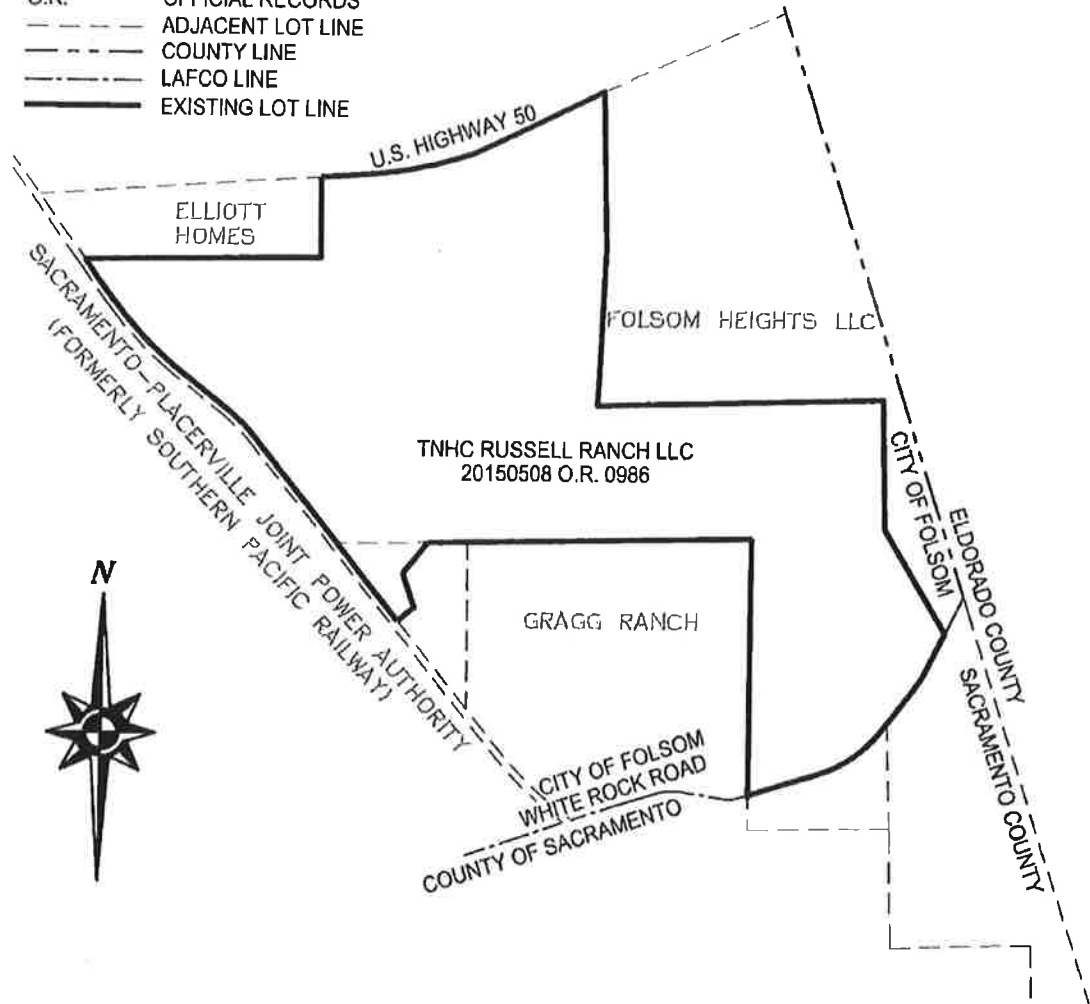 O.R. OFFICIAL RECORDS
ADJACENT LOT LINE
COUNTY LINE
LAFCO LINE
EXISTING LOT LINE
U.S. HIGHWAY 50
ELLIOTT
HOMES
SACRAMENTO-PLACERVILLE JOINT POWER AUTHORITY
(FORMERLY SOUTHERN PACIFIC RAILWAY)
FOLSOM HEIGHTS LLC
TNHC RUSSELL RANCH LLC
20150508 O.R. 0986
CITY OF FOLSOM
ELDORADO COUNTY
SACRAMENTO COUNTY
N
GRAGG RANCH
CITY OF FOLSOM
WHITE ROCK ROAD
COUNTY OF SACRAMENTO